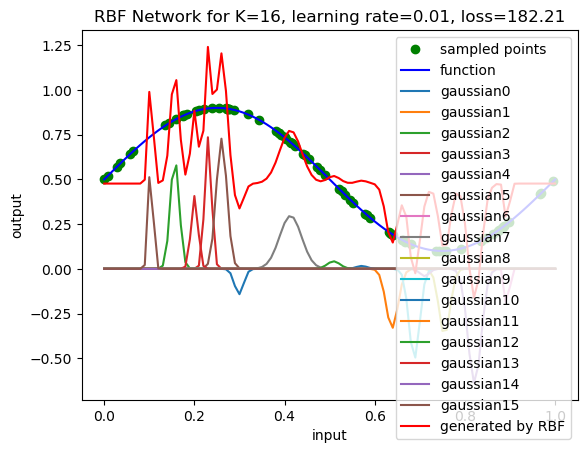 RBF Network for K=16, learning rate=0.01, loss=182.21
1.25
1.00
0.75
0.50
0.25
0.00
−0.25
−0.50
output
sampled points
function
gaussian0
gaussian1
gaussian2
gaussian3
gaussian4
gaussian5
gaussian6
gaussian7
gaussian8
gaussian9
gaussian10
gaussian11
gaussian12
gaussian13
gaussian14
gaussian15
generated by RBF
0.0 0.2 0.4 0.6 0.8 1.0
input